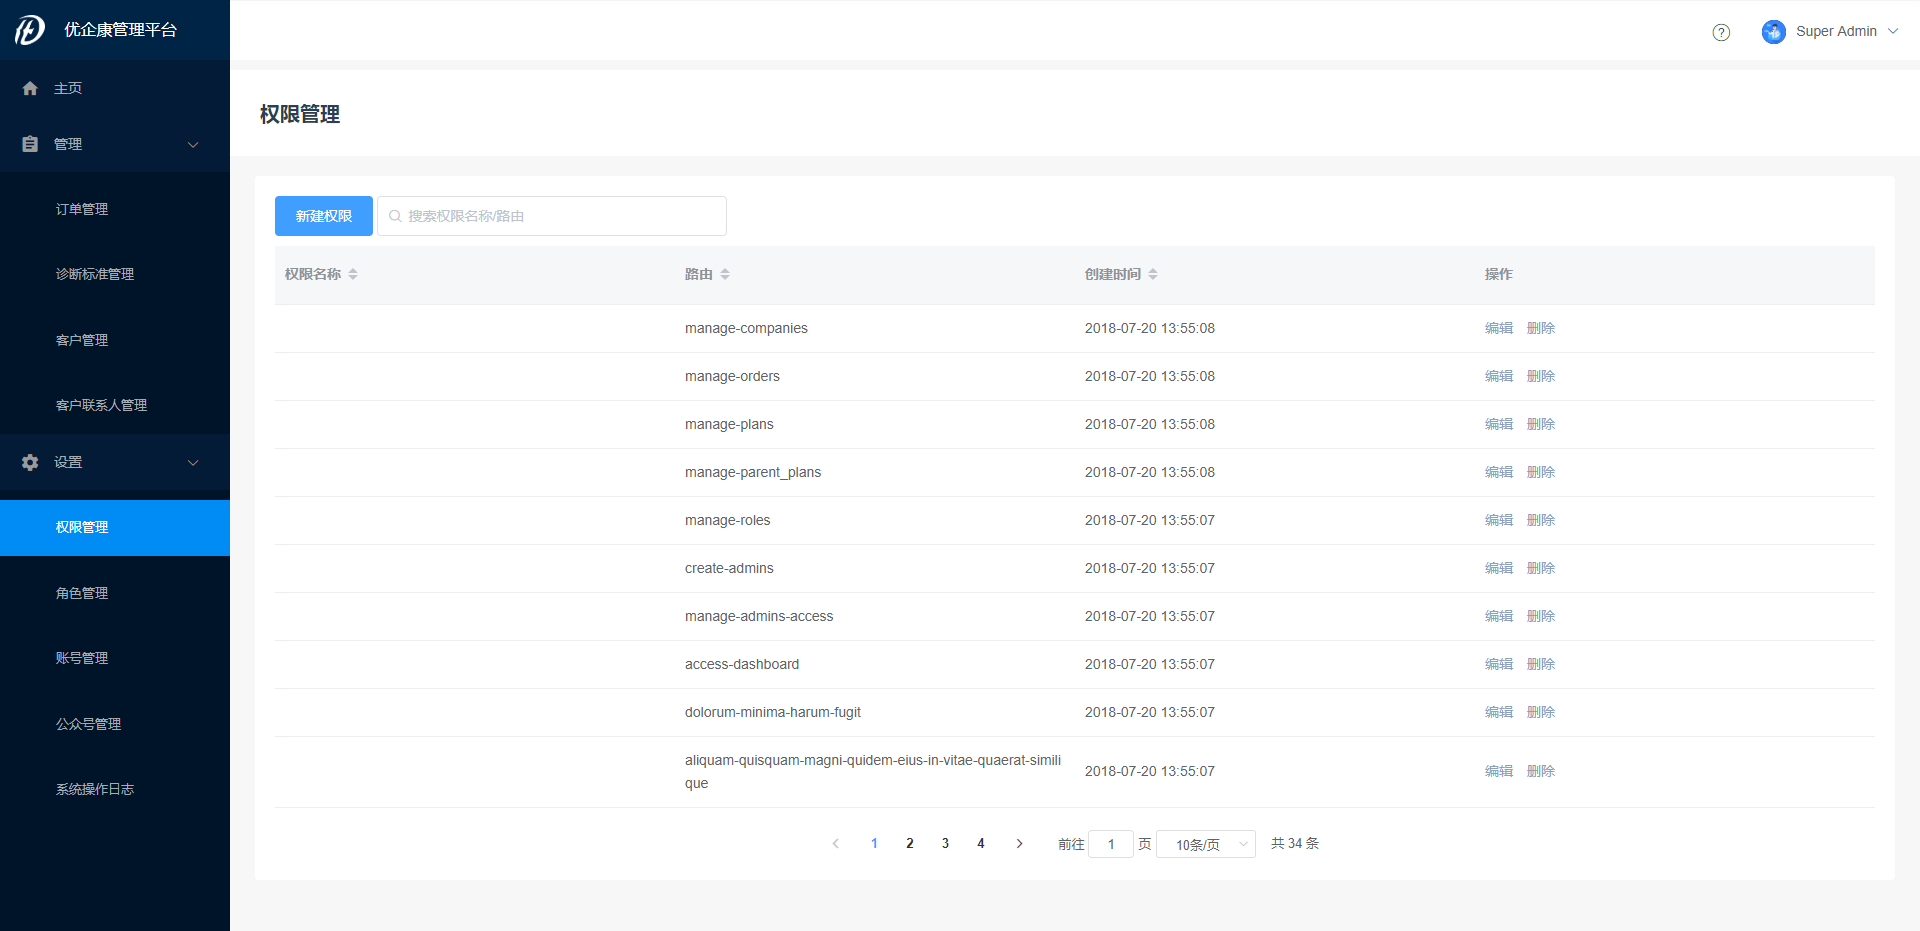 优企康管理平台
Super Admin
主页
管理
订单管理
诊断标准管理
客户管理
客户联系人管理
设置
权限管理
角色管理
账号管理
公众号管理
系统操作日志
权限管理
新建权限 搜索权限名称/路由
权限名称 路由 创建时间 操作
manage-companies 2018-07-20 13:55:08 编辑 删除
manage-orders 2018-07-20 13:55:08 编辑 删除
manage-plans 2018-07-20 13:55:08 编辑 删除
manage-parent_plans 2018-07-20 13:55:08 编辑 删除
manage-roles 2018-07-20 13:55:07 编辑 删除
create-admins 2018-07-20 13:55:07 编辑 删除
manage-admins-access 2018-07-20 13:55:07 编辑 删除
access-dashboard 2018-07-20 13:55:07 编辑 删除
dolorum-minima-harum-fugit 2018-07-20 13:55:07 编辑 删除
aliquam-quisquam-magni-quidem-eius-in-vitae-quaerat-simili
que 2018-07-20 13:55:07 编辑 删除
1 2 3 4 前往 1 页 10条/页 共 34 条